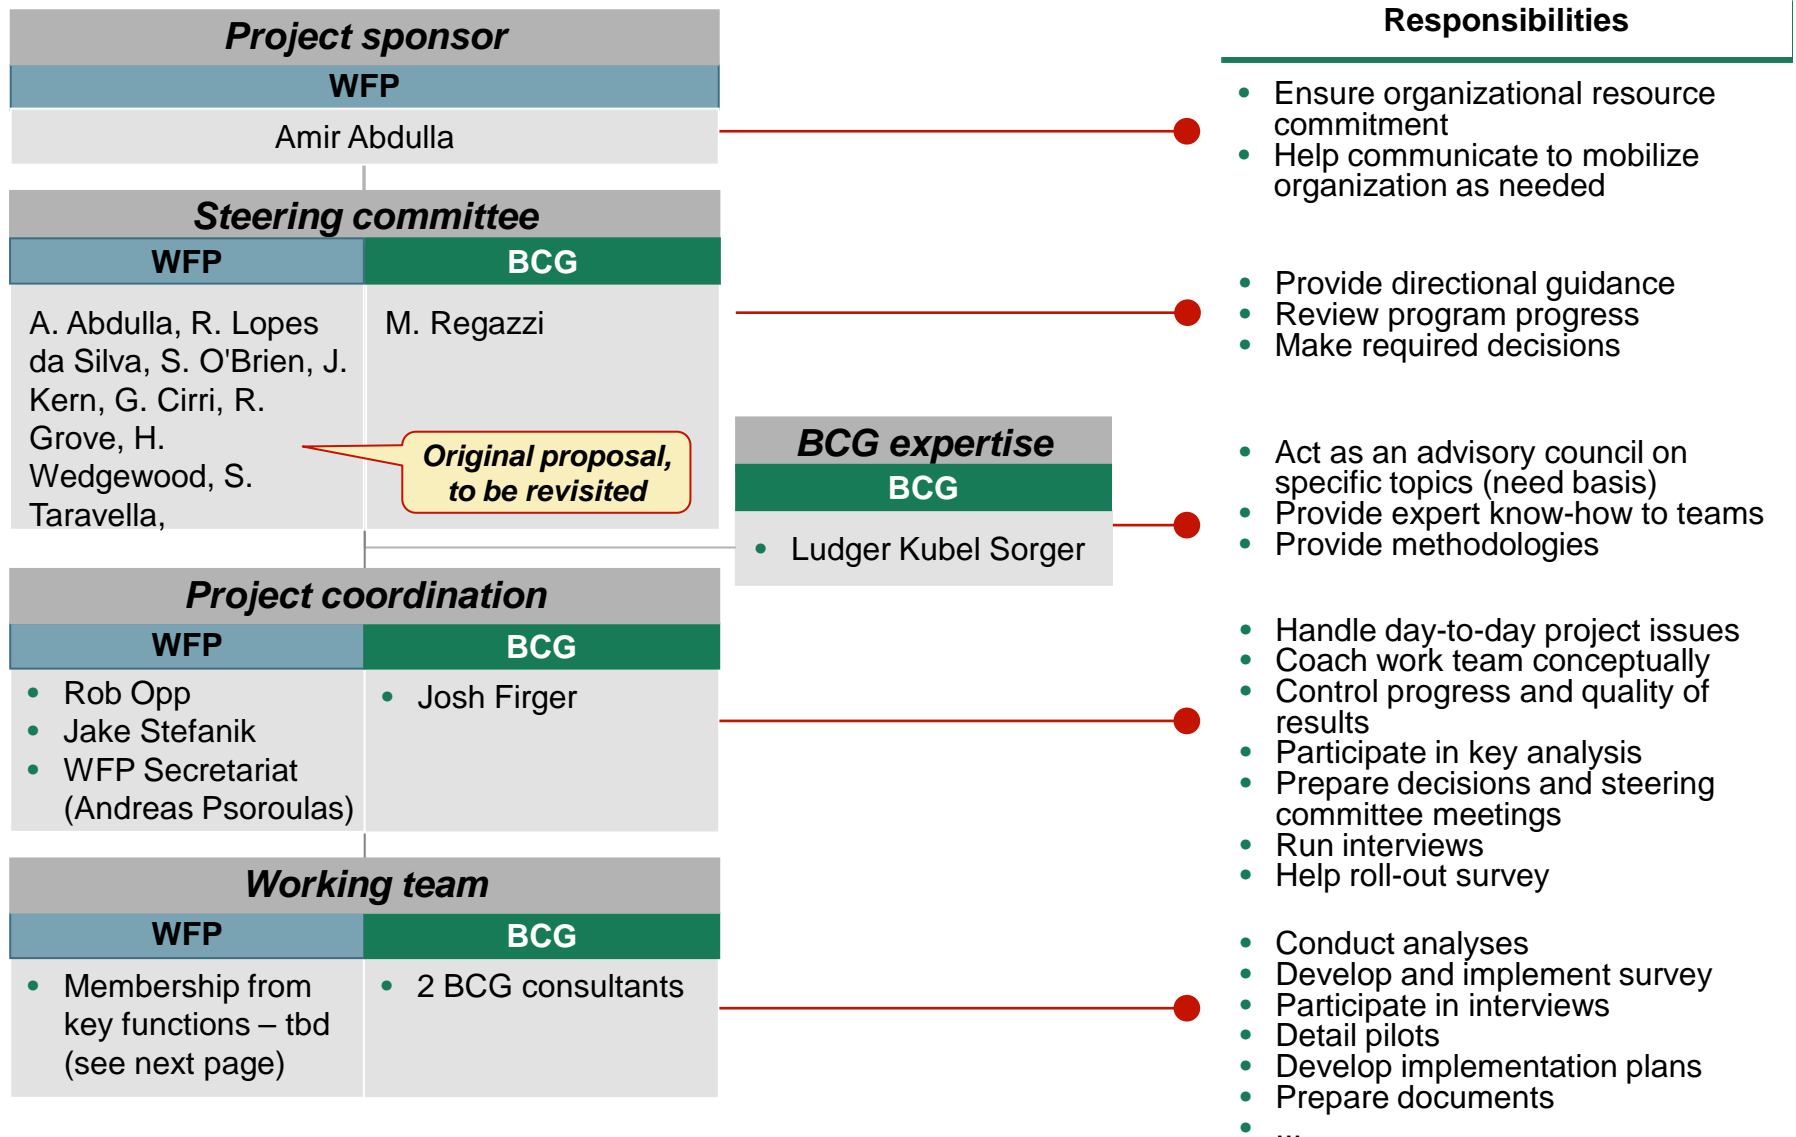 Project sponsor
WFP
Amir Abdulla
Steering committee
WFP
BCG
A. Abdulla, R. Lopes
da Silva, S. O'Brien, J.
Kern, G. Cirri, R.
Grove, H.
Wedgewood, S.
Taravella,
M. Regazzi
Original proposal,
to be revisited
BCG expertise
BCG
• Ludger Kubel Sorger
Project coordination
WFP
BCG
• Rob Opp
• Jake Stefanik
• WFP Secretariat
(Andreas Psoroulas)
• Josh Firger
Working team
WFP
BCG
• Membership from
key functions – tbd
(see next page)
• 2 BCG consultants
Responsibilities
• Ensure organizational resource
commitment
• Help communicate to mobilize
organization as needed
• Provide directional guidance
• Review program progress
• Make required decisions
• Act as an advisory council on
specific topics (need basis)
• Provide expert know-how to teams
• Provide methodologies
• Handle day-to-day project issues
• Coach work team conceptually
• Control progress and quality of
results
• Participate in key analysis
• Prepare decisions and steering
committee meetings
• Run interviews
• Help roll-out survey
• Conduct analyses
• Develop and implement survey
• Participate in interviews
• Detail pilots
• Develop implementation plans
• Prepare documents
• ...